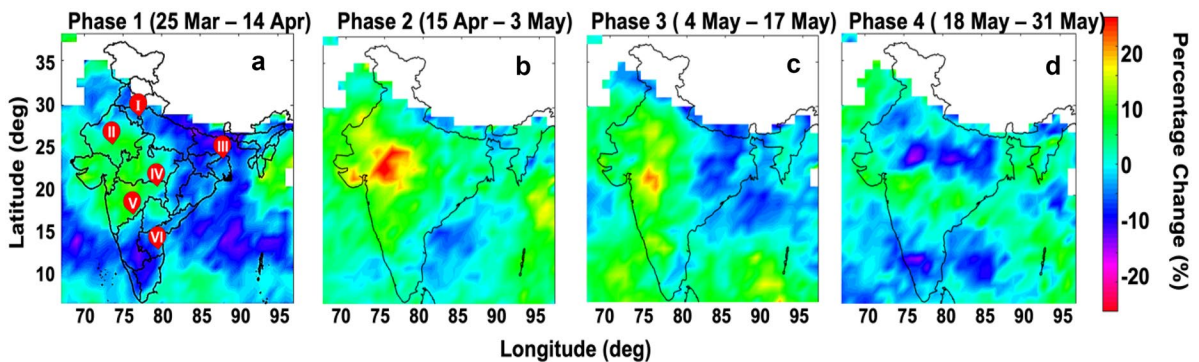 Phase 1 (25 Mar – 14 Apr) Phase 2 (15 Apr – 3 May) Phase 3 ( 4 May – 17 May) Phase 4 ( 18 May – 31 May)
a b c d
35
30
25
20
15
10
Latitude (deg)
I
II
III
IV
V
VI
70 75 80 85 90 95 70 75 80 85 90 95 70 75 80 85 90 95 70 75 80 85 90 95
Longitude (deg)
20
10
0
-10
-20
Percentage Change (%)